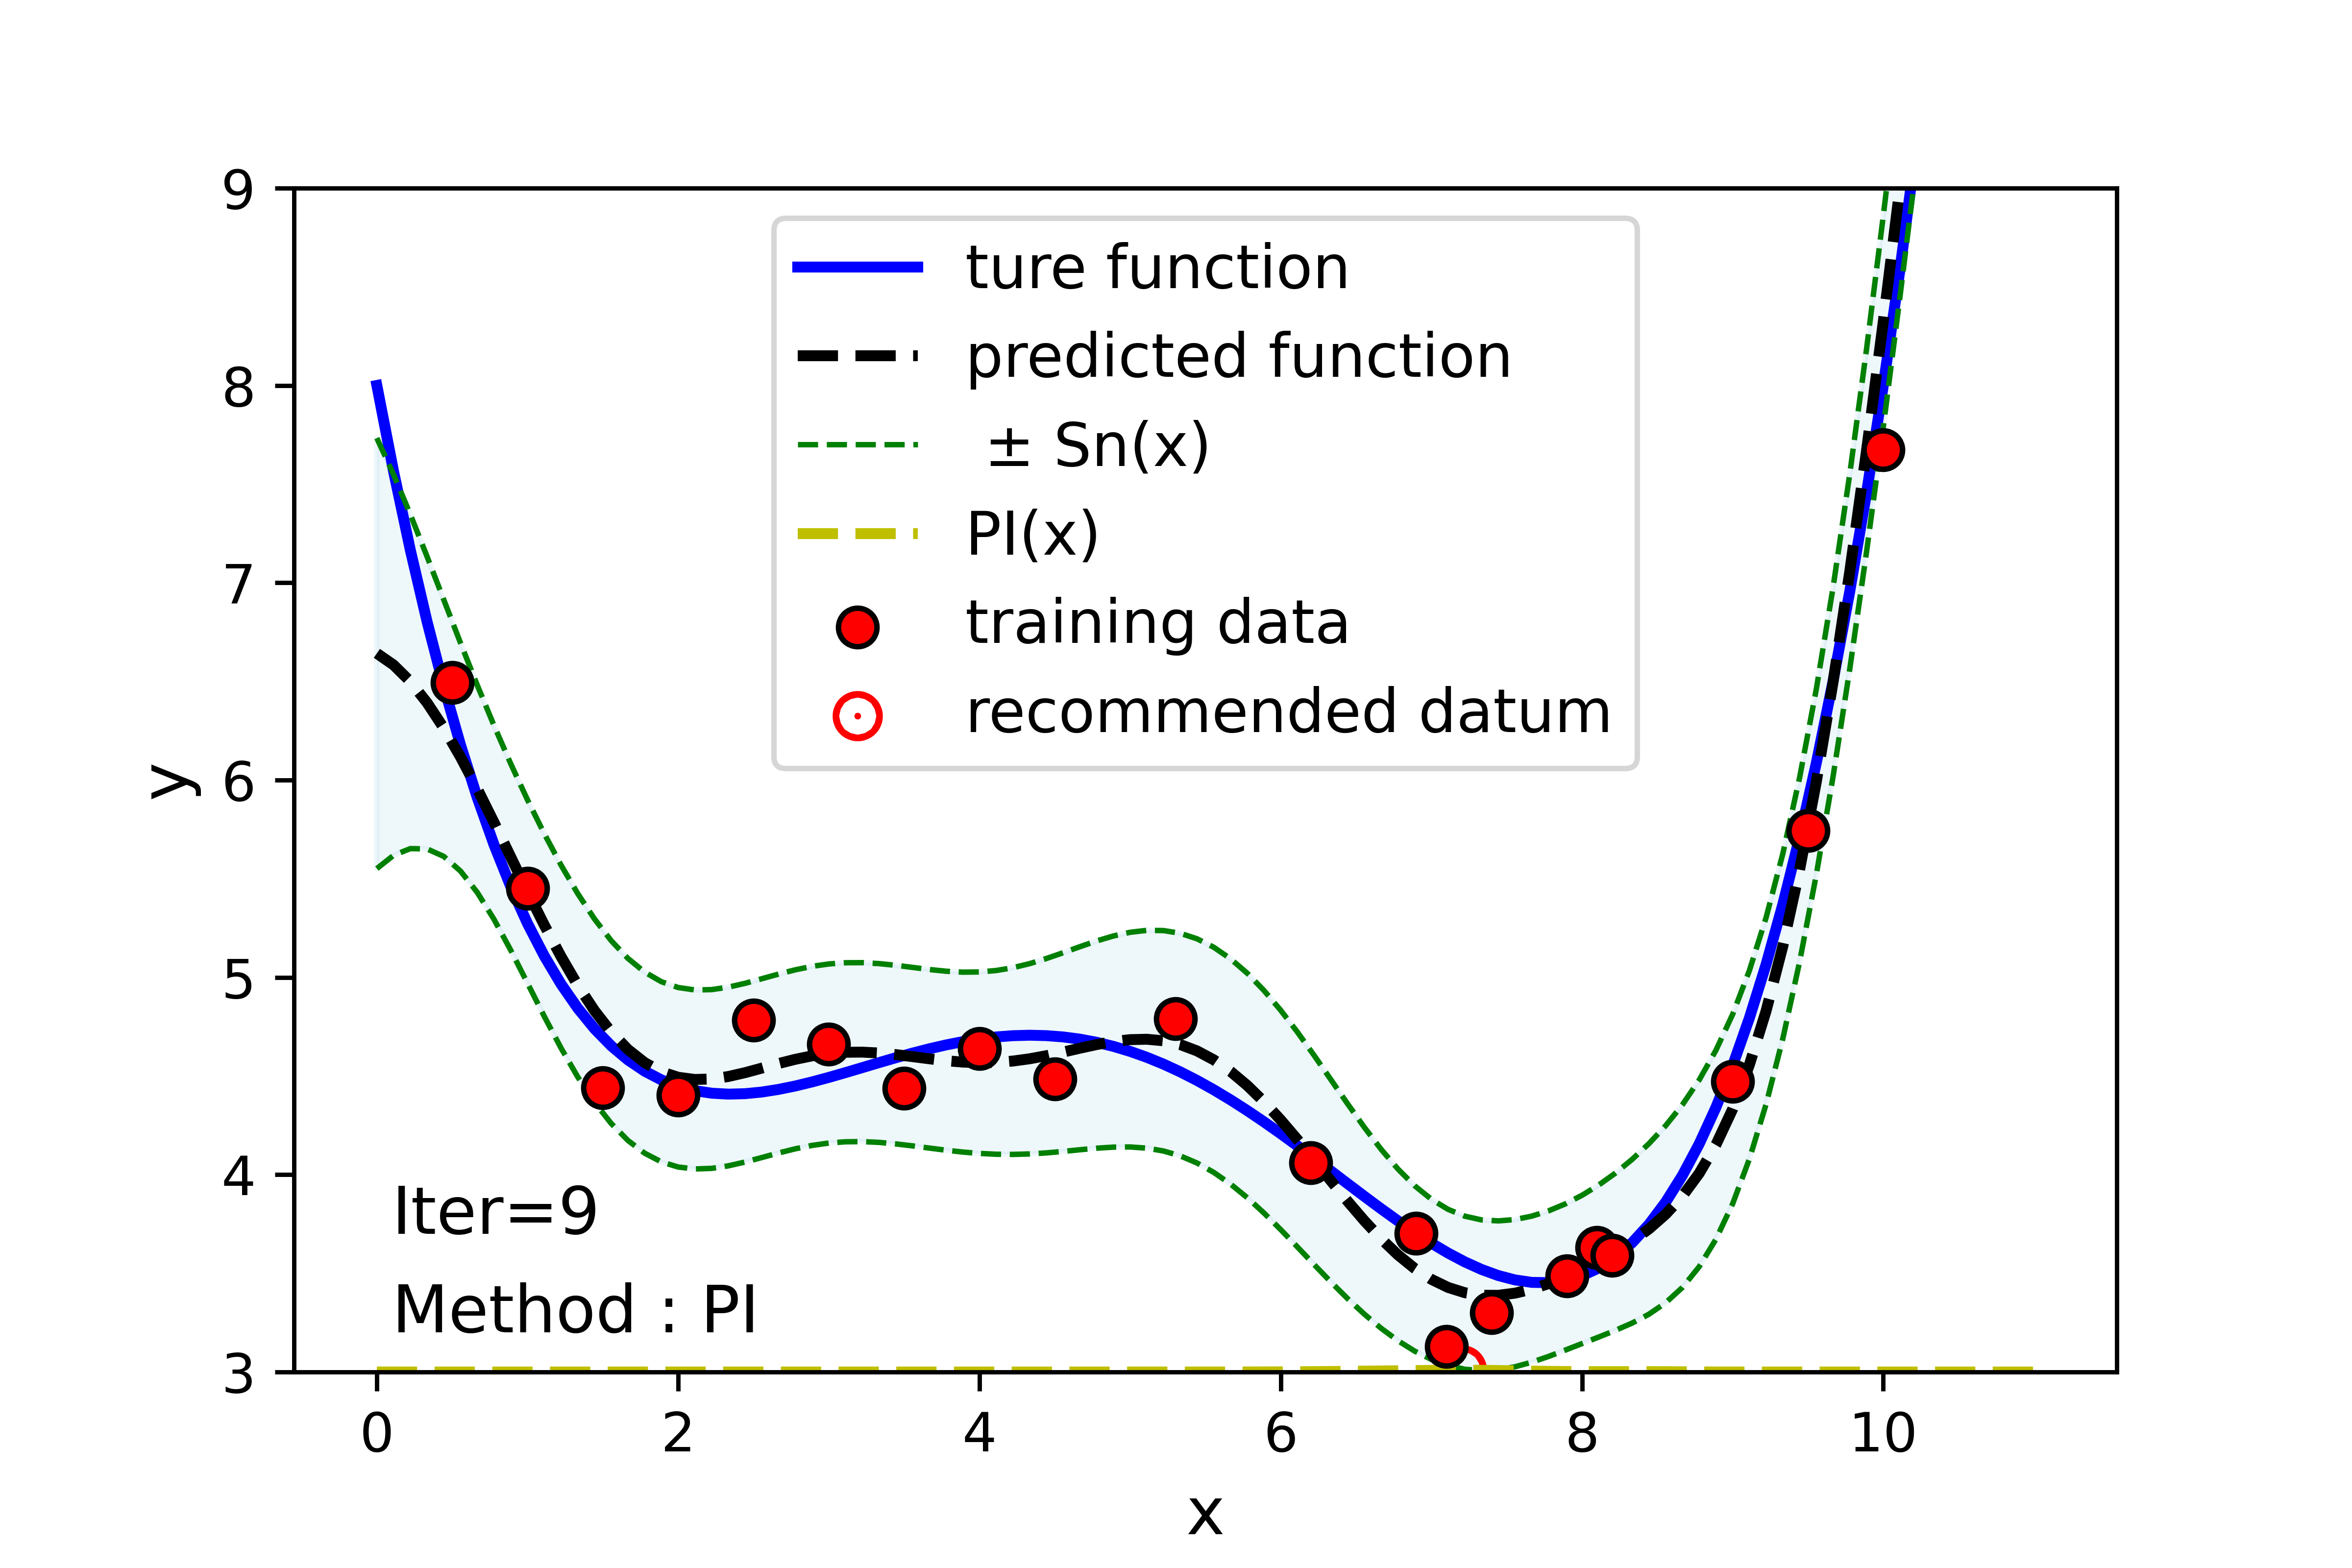 9
8
7
6
5
4
3
y
ture function
predicted function
± Sn(x)
PI(x)
training data
recommended datum
Iter=9
Method : PI
0 2 4 6 8 10
x